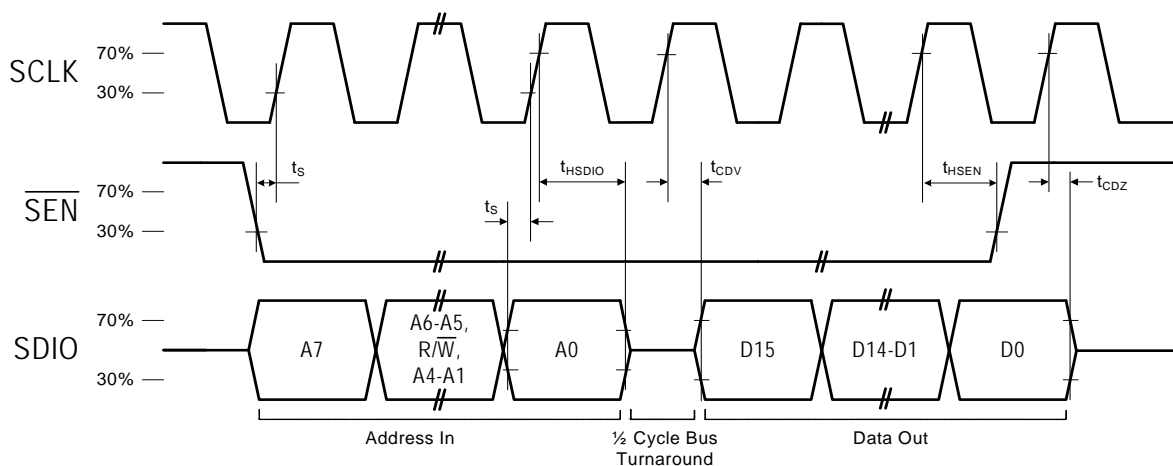 SCLK
70%
30%
tS
tHSDIO
tCDV
tHSEN
tCDZ
SEN
70%
30%
tS
SDIO
70%
30%
A7
A6-A5,
R/W,
A4-A1
A0
D15
D14-D1
D0
Address In
½ Cycle Bus
Turnaround
Data Out